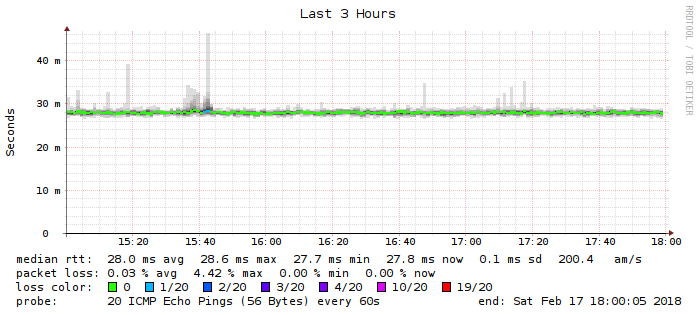 Last 3 Hours
RRDTOOL / TOBI OETIKER
Seconds
40 m
30 m
20 m
10 m
0
15:20 15:40 16:00 16:20 16:40 17:00 17:20 17:40 18:00
median rtt: 28.0 ms avg 28.6 ms max 27.7 ms min 27.8 ms now 0.1 ms sd 200.4 am/s
packet loss: 0.03 % avg 4.42 % max 0.00 % min 0.00 % now
loss color: 0 1/20 2/20 3/20 4/20 10/20 19/20
probe: 20 ICMP Echo Pings (56 Bytes) every 60s end: Sat Feb 17 18:00:05 2018